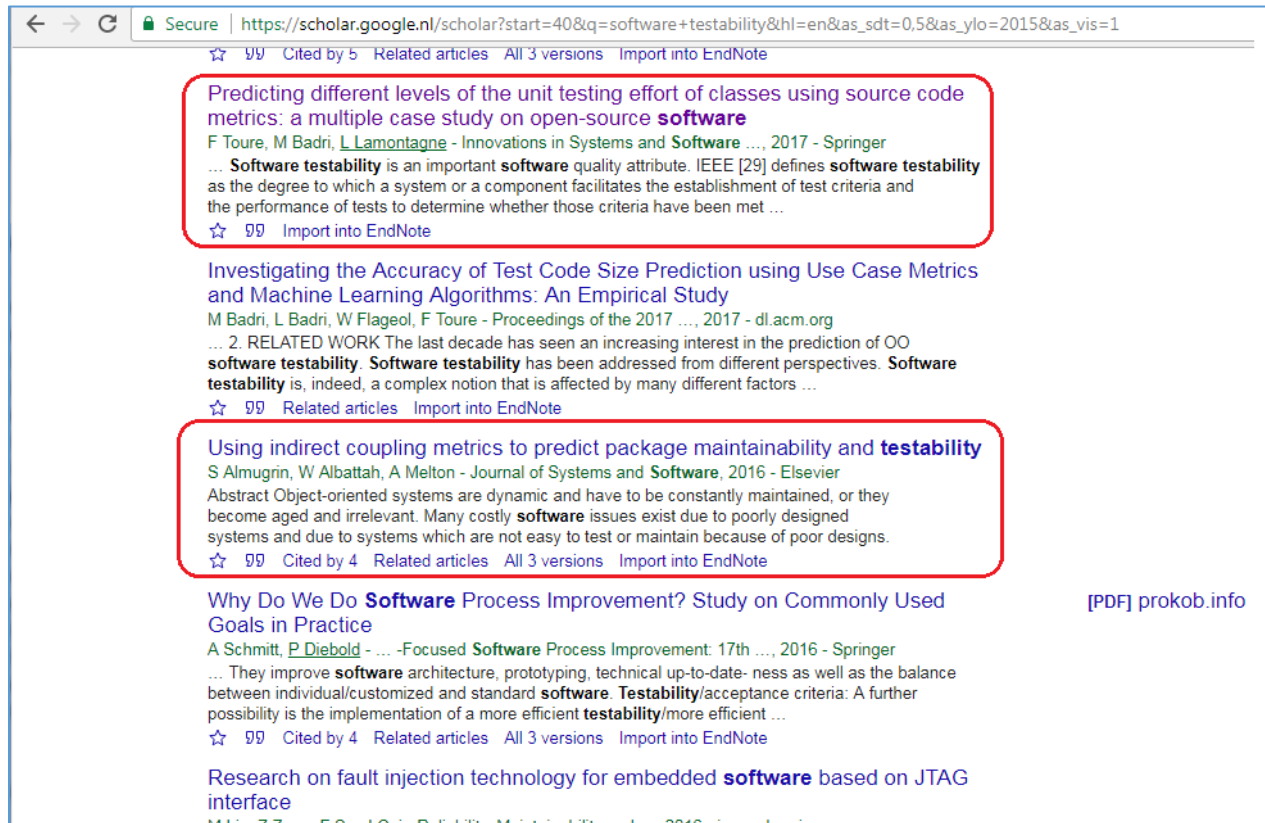 Secure | https://scholar.google.nl/scholar?start=40&q=software+testability&hl=en&as_sdt=0,5&as_ylo=2015&as_vis=1
Cited by 5 Related articles All 3 versions Import into EndNote
Predicting different levels of the unit testing effort of classes using source code
metrics: a multiple case study on open-source software
F Toure, M Badri, L Lamontagne - Innovations in Systems and Software ..., 2017 - Springer
... Software testability is an important software quality attribute. IEEE [29] defines software testability
as the degree to which a system or a component facilitates the establishment of test criteria and
the performance of tests to determine whether those criteria have been met ...
Import into EndNote
Investigating the Accuracy of Test Code Size Prediction using Use Case Metrics
and Machine Learning Algorithms: An Empirical Study
M Badri, L Badri, W Flageol, F Toure - Proceedings of the 2017 ..., 2017 - dl.acm.org
... 2. RELATED WORK The last decade has seen an increasing interest in the prediction of OO
software testability. Software testability has been addressed from different perspectives. Software
testability is, indeed, a complex notion that is affected by many different factors ...
Related articles Import into EndNote
Using indirect coupling metrics to predict package maintainability and testability
S Almugrin, W Albattah, A Melton - Journal of Systems and Software, 2016 - Elsevier
Abstract Object-oriented systems are dynamic and have to be constantly maintained, or they
become aged and irrelevant. Many costly software issues exist due to poorly designed
systems and due to systems which are not easy to test or maintain because of poor designs.
Cited by 4 Related articles All 3 versions Import into EndNote
Why Do We Do Software Process Improvement? Study on Commonly Used
Goals in Practice
[PDF] prokob.info
A Schmitt, P Diebold - ... -Focused Software Process Improvement: 17th ..., 2016 - Springer
... They improve software architecture, prototyping, technical up-to-date- ness as well as the balance
between individual/customized and standard software. Testability/acceptance criteria: A further
possibility is the implementation of a more efficient testability/more efficient ...
Cited by 4 Related articles All 3 versions Import into EndNote
Research on fault injection technology for embedded software based on JTAG
interface